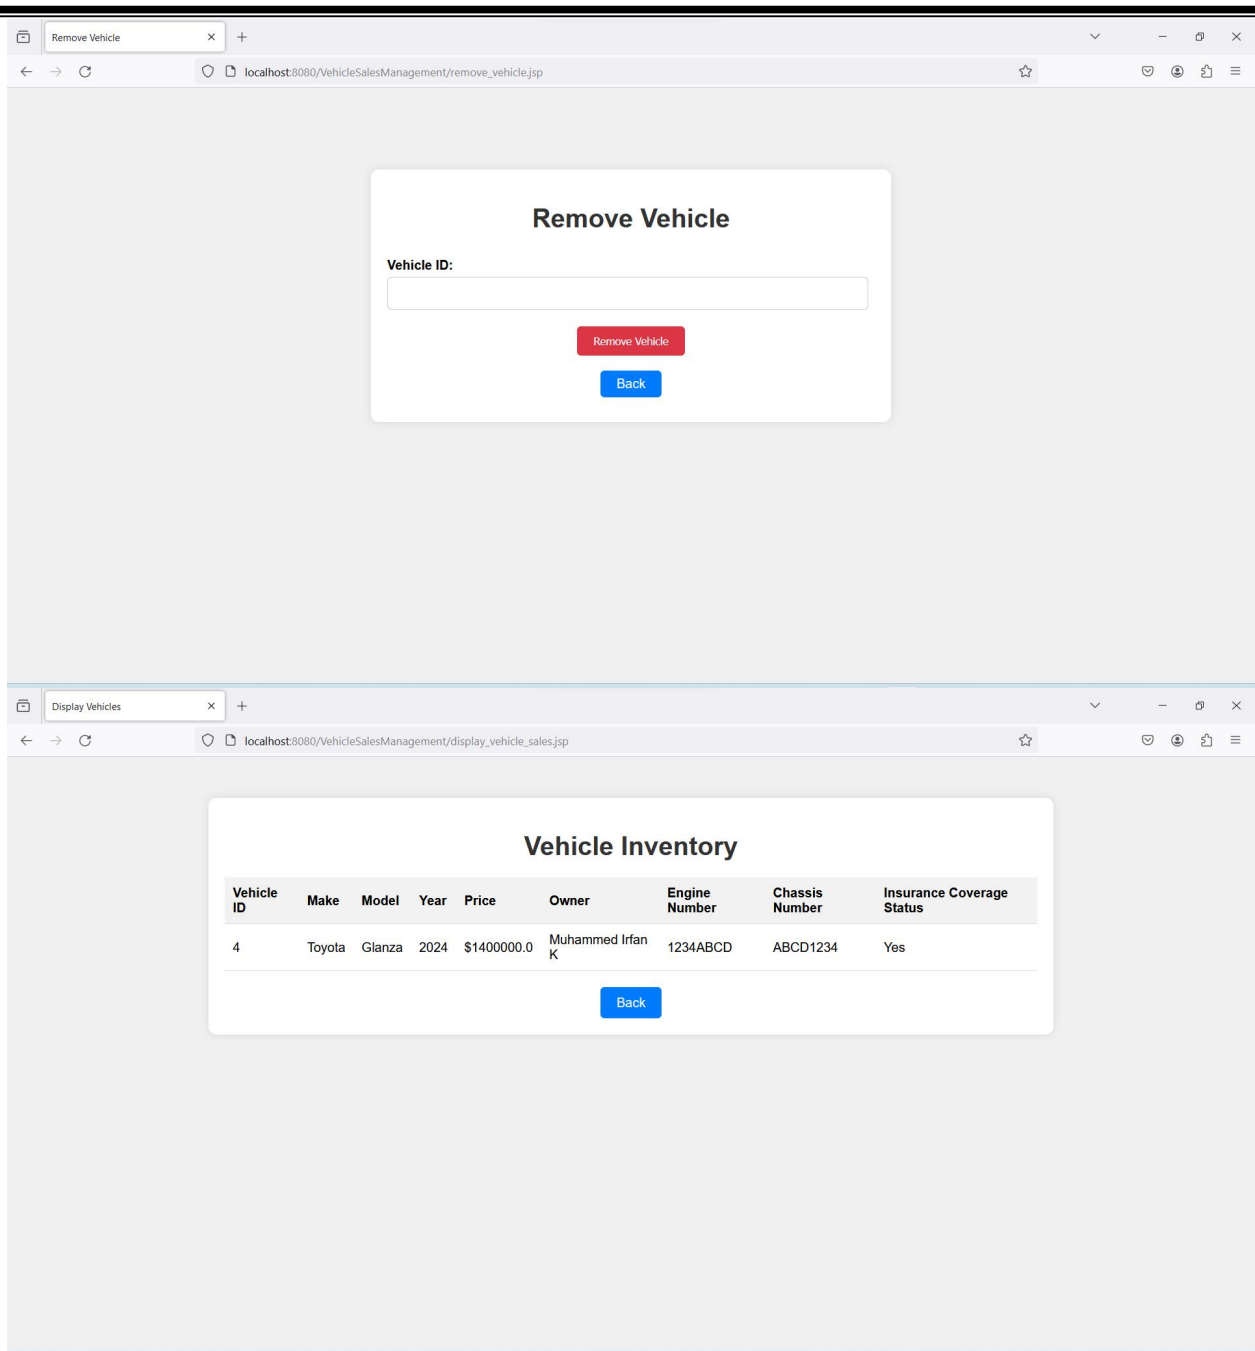 Remove Vehicle
localhost:8080/VehicleSalesManagement/remove_vehicle.jsp
Remove Vehicle
Vehicle ID:
Remove Vehicle
Back
Display Vehicles
localhost:8080/VehicleSalesManagement/display_vehicle_sales.jsp
Vehicle Inventory
Vehicle ID Make Model Year Price Owner Engine Number Chassis Number Insurance Coverage Status
4 Toyota Glanza 2024 $1400000.0 Muhammed Irfan K 1234ABCD ABCD1234 Yes
Back